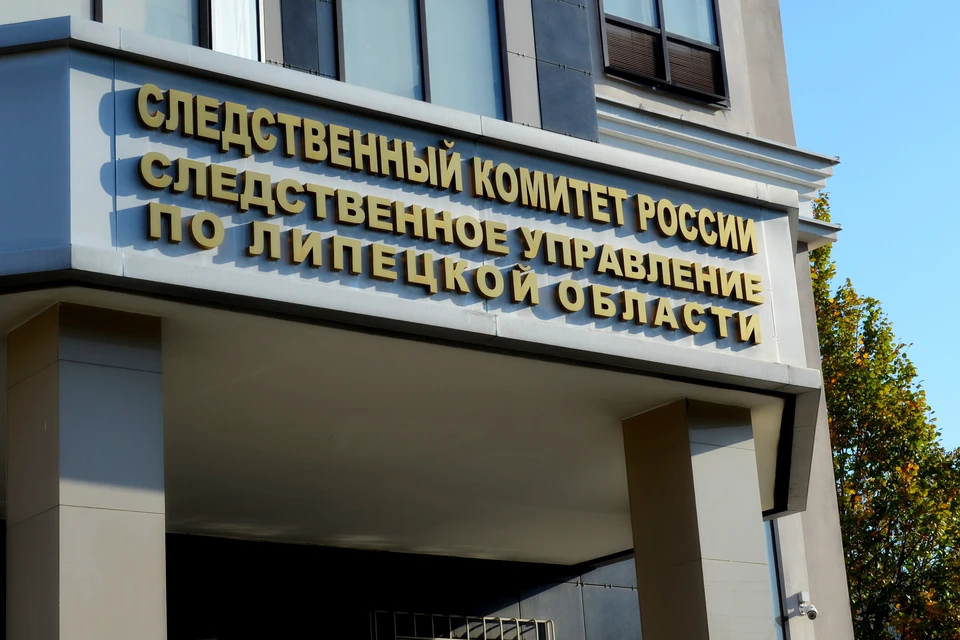 СЛЕДСТВЕННЫЙ КОМИТЕТ РОССИИ
СЛЕДСТВЕННОЕ УПРАВЛЕНИЕ
ПО ЛИПЕЦКОЙ ОБЛАСТИ